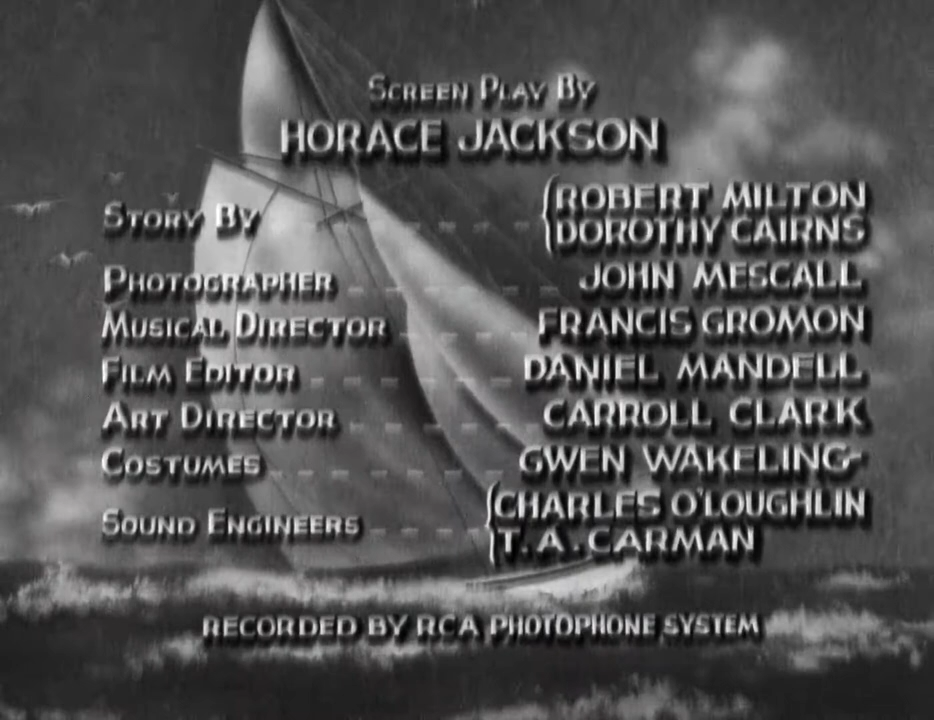 SCREEN PLAY BY
HORACE JACKSON
STORY BY - - - - - {ROBERT MILTON
{DOROTHY CAIRNS
PHOTOGRAPHER - - - - - - JOHN MESCALL
MUSICAL DIRECTOR - - - - FRANCIS GROMON
FILM EDITOR - - - - - - DANIEL MANDELL
ART DIRECTOR - - - - - - CARROLL CLARK
COSTUMES - - - - - - - GWEN WAKELING-
SOUND ENGINEERS - - - {CHARLES O'LOUGHLIN
{T. A. CARMAN
RECORDED BY RCA PHOTOPHONE SYSTEM